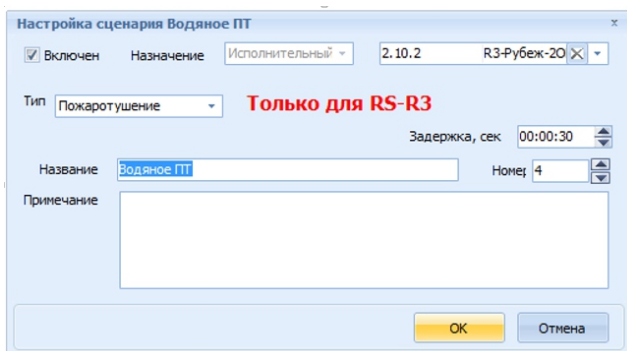 Настройка сценария Водяное ПТ
Включен Назначение Исполнительный 2.10.2 R3-Рубеж-2О
Тип Пожаротушение Только для RS-R3
Задержка, сек 00:00:30
Название Водяное ПТ Номер 4
Примечание
OK Отмена